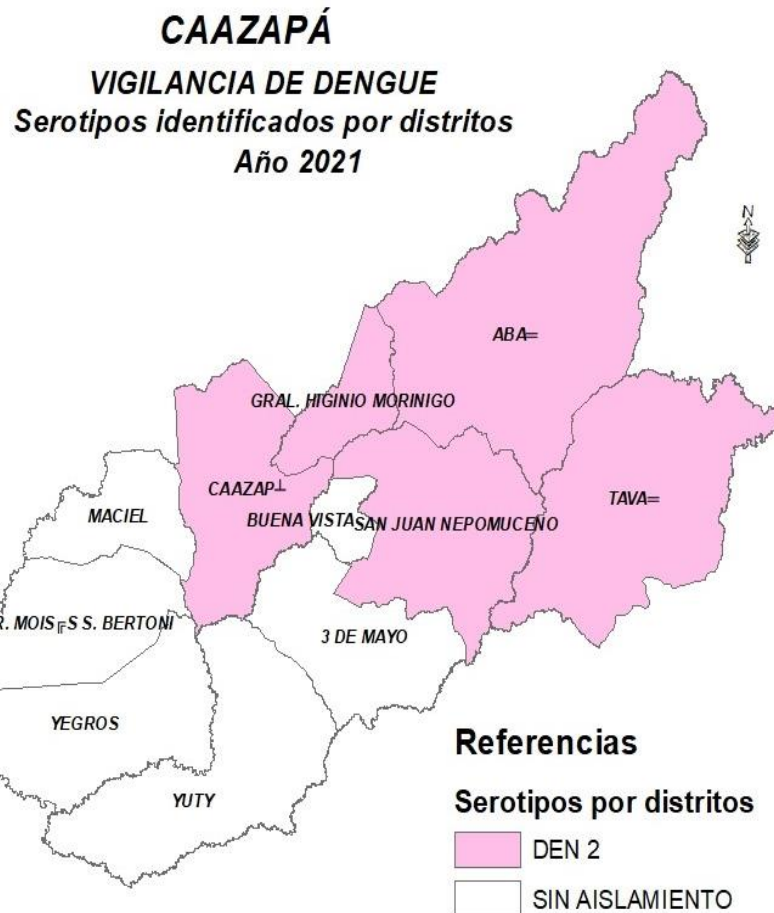 CAAZAPÁ
VIGILANCIA DE DENGUE
Serotipos identificados por distritos
Año 2021
N
ABA=
GRAL. HIGINIO MORINIGO
CAAZAP┴
TAVA=
MACIEL
BUENA VISTA
SAN JUAN NEPOMUCENO
R. MOIS╔S S. BERTONI
3 DE MAYO
YEGROS
YUTY
Referencias
Serotipos por distritos
DEN 2
SIN AISLAMIENTO